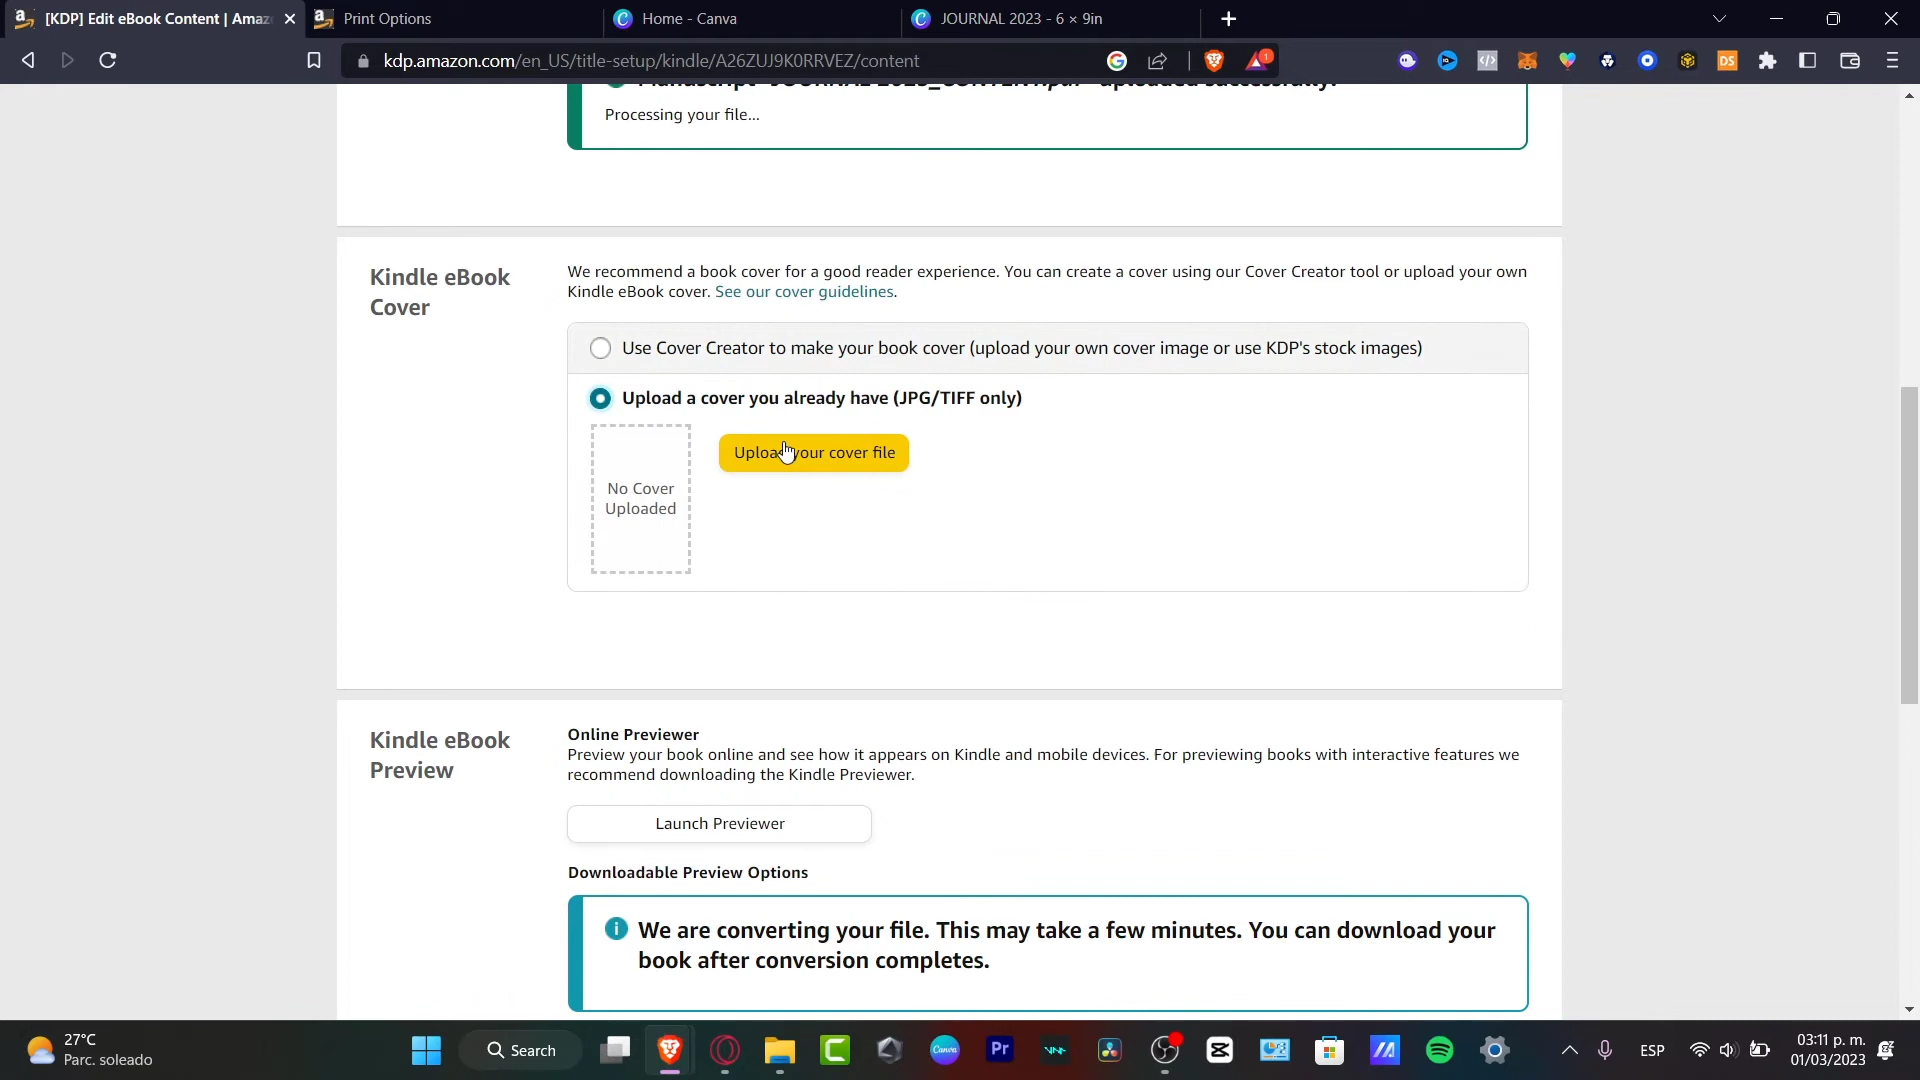 [KDP] Edit eBook Content | Amaz
Print Options
Home - Canva
JOURNAL 2023 - 6 × 9in
kdp.amazon.com/en_US/title-setup/kindle/A26ZUJ9K0RRVEZ/content
Processing your file...
Kindle eBook
Cover
We recommend a book cover for a good reader experience. You can create a cover using our Cover Creator tool or upload your own
Kindle eBook cover. See our cover guidelines.
Use Cover Creator to make your book cover (upload your own cover image or use KDP's stock images)
Upload a cover you already have (JPG/TIFF only)
Upload your cover file
No Cover
Uploaded
Kindle eBook
Preview
Online Previewer
Preview your book online and see how it appears on Kindle and mobile devices. For previewing books with interactive features we
recommend downloading the Kindle Previewer.
Launch Previewer
Downloadable Preview Options
We are converting your file. This may take a few minutes. You can download your
book after conversion completes.
27°C
Parc. soleado
Search
Canva
Pr
ESP
03:11 p. m.
01/03/2023